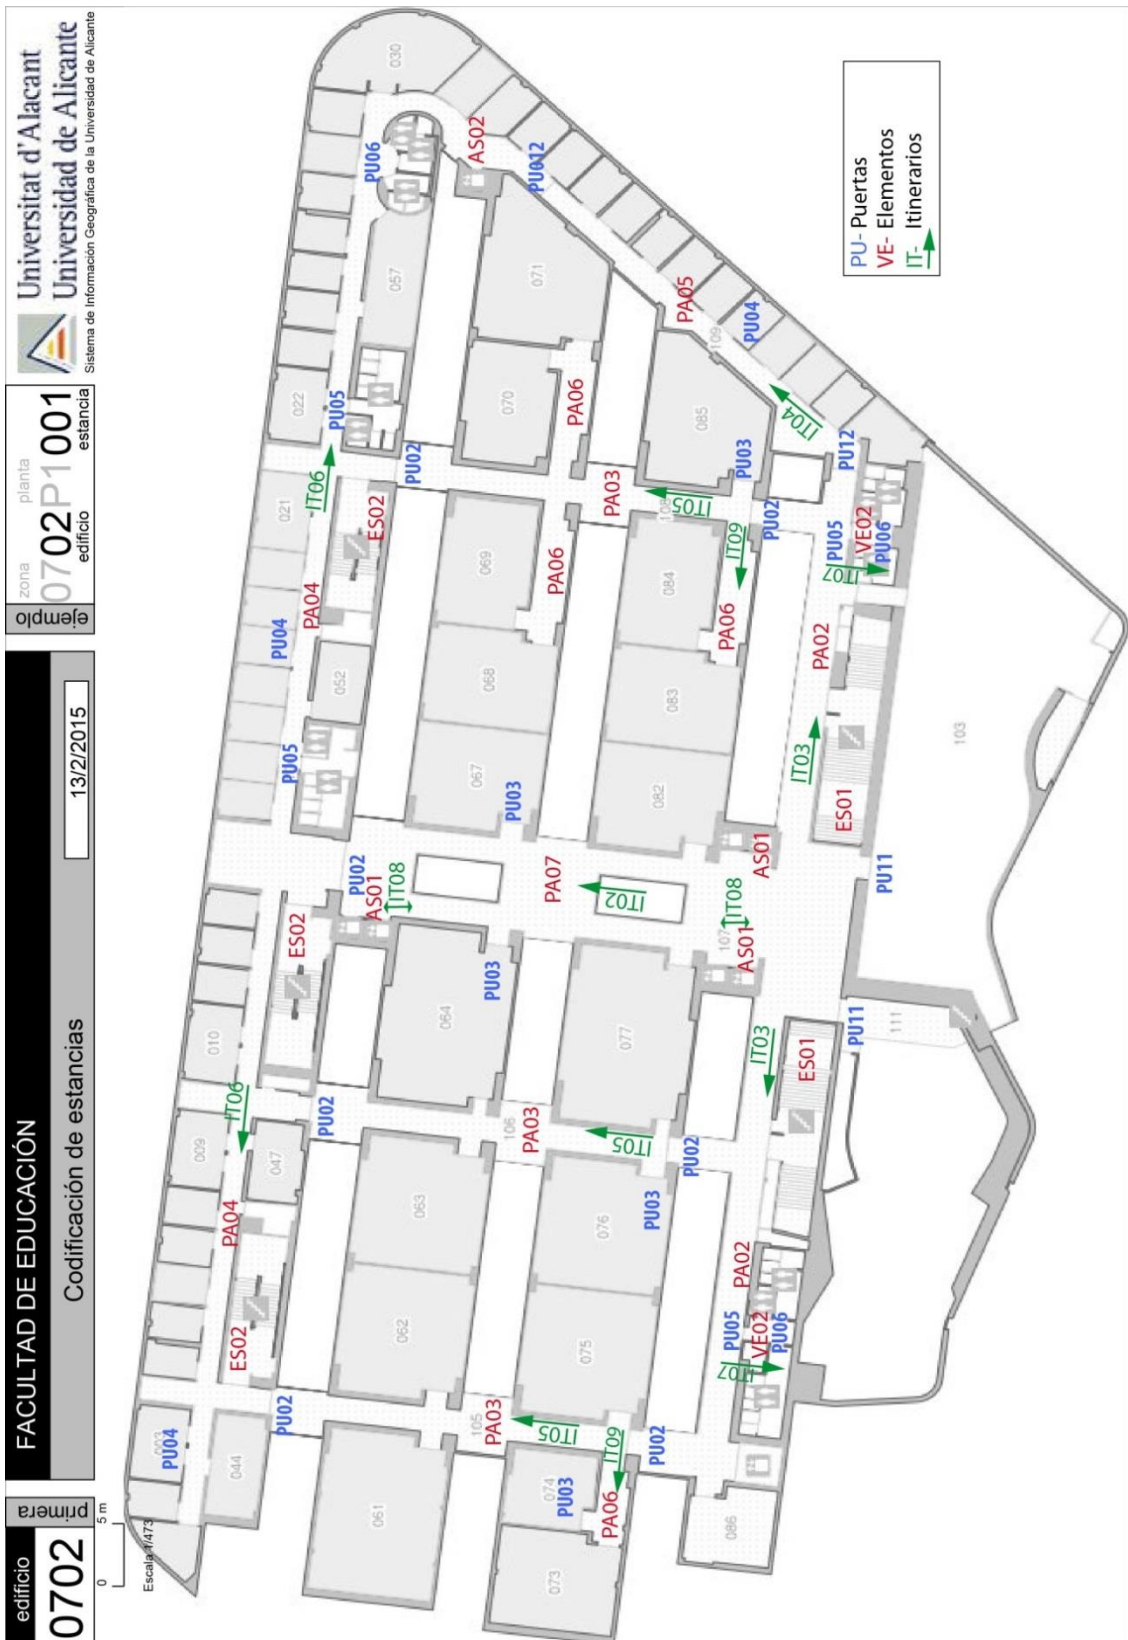 edificio
0702
primera
FACULTAD DE EDUCACIÓN
Codificación de estancias
13/2/2015
ejemplo
zona planta
0702P1001
edificio estancia
Universitat d'Alacant
Universidad de Alicante
Sistema de Información Geográfica de la Universidad de Alicante
0 5 m
Escala 1/473
030
PU06
AS02
PU012
057
071
022
PU05
PA05
109
PU04
070
PA06
085
IT04
IT06
PU02
PU03
PU12
021
ES02
PA03
108
IT05
PU02
PA04
069
PA06
IT09
PU05
VE02
PU06
IT07
PU04
084
PA06
PA02
052
068
083
PU05
067
PU03
082
IT03
ES01
103
PU02
AS01
IT08
PA07
IT02
AS01
IT08
107
AS01
PU11
ES02
064
PU03
077
PU11
111
010
IT03
ES01
IT06
PU02
106
PA03
IT05
PU02
009
047
PA04
063
076
PU03
PA02
ES02
062
075
PU05
VE02
PU06
IT07
003
PU04
044
PU02
105
PA03
IT05
IT09
PU02
061
074
PU03
PA06
073
086
PU- Puertas
VE- Elementos
IT- Itinerarios